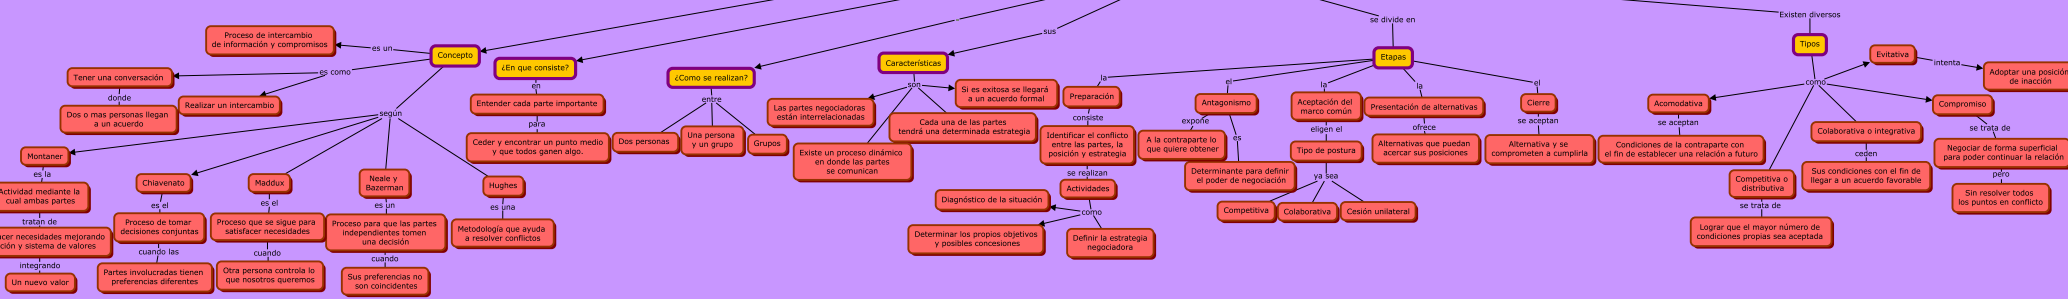 Proceso de intercambio
de información y compromisos
es un
Concepto
es como
Tener una conversación
donde
Dos o mas personas llegan
a un acuerdo
Realizar un intercambio
según
Montaner
es la
Actividad mediante la
cual ambas partes
tratan de
necesidades mejorando
y sistema de valores
integrando
Un nuevo valor
Chiavenato
es el
Proceso de tomar
decisiones conjuntas
cuando las
Partes involucradas tienen
preferencias diferentes
Maddux
es el
Proceso que se sigue para
satisfacer necesidades
cuando
Otra persona controla lo
que nosotros queremos
Neale y
Bazerman
es un
Proceso para que las partes
independientes tomen
una decisión
cuando
Sus preferencias no
son coincidentes
Hughes
es una
Metodología que ayuda
a resolver conflictos
¿En que consiste?
en
Entender cada parte importante
para
Ceder y encontrar un punto medio
y que todos ganen algo.
¿Como se realizan?
entre
Dos personas
Una persona
y un grupo
Grupos
sus
Características
son
Las partes negociadoras
están interrelacionadas
Existe un proceso dinámico
en donde las partes
se comunican
Cada una de las partes
tendrá una determinada estrategia
Si es exitosa se llegará
a un acuerdo formal
se divide en
Etapas
la
Preparación
consiste
Identificar el conflicto
entre las partes, la
posición y estrategia
se realizan
Actividades
como
Diagnóstico de la situación
Determinar los propios objetivos
y posibles concesiones
Definir la estrategia
negociadora
el
Antagonismo
expone
A la contraparte lo
que quiere obtener
es
Determinante para definir
el poder de negociación
la
Aceptación del
marco común
eligen el
Tipo de postura
ya sea
Competitiva
Colaborativa
Cesión unilateral
la
Presentación de alternativas
ofrece
Alternativas que puedan
acercar sus posiciones
el
Cierre
se aceptan
Alternativa y se
comprometen a cumplirla
Existen diversos
Tipos
como
Acomodativa
se aceptan
Condiciones de la contraparte con
el fin de establecer una relación a futuro
Competitiva o
distributiva
se trata de
Lograr que el mayor número de
condiciones propias sea aceptada
Colaborativa o integrativa
ceden
Sus condiciones con el fin de
llegar a un acuerdo favorable
Evitativa
intenta
Adoptar una posición
de inacción
Compromiso
se trata de
Negociar de forma superficial
para poder continuar la relación
pero
Sin resolver todos
los puntos en conflicto